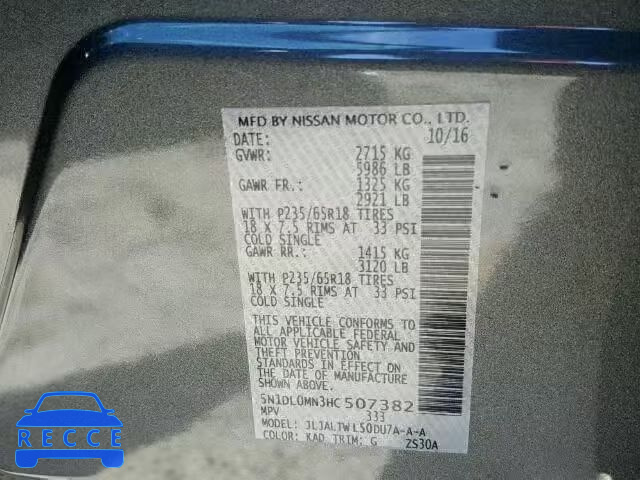 MFD BY NISSAN MOTOR CO., LTD.
DATE: 10/16
GVWR: 2715 KG
5986 LB
GAWR FR.: 1325 KG
2921 LB
WITH P235/65R18 TIRES
18 X 7.5 RIMS AT 33 PSI
COLD SINGLE
GAWR RR.: 1415 KG
3120 LB
WITH P235/65R18 TIRES
18 X 7.5 RIMS AT 33 PSI
COLD SINGLE
THIS VEHICLE CONFORMS TO
ALL APPLICABLE FEDERAL
MOTOR VEHICLE SAFETY AND
THEFT PREVENTION
STANDARDS IN EFFECT ON
THE DATE OF MANUFACTURE
SHOWN ABOVE.
5N1DL0MN3HC507382
MPV 333
MODEL: JLJALTWL50DU7A-A-A
COLOR: KAD TRIM: G 2S30A
RECCE
RECCE